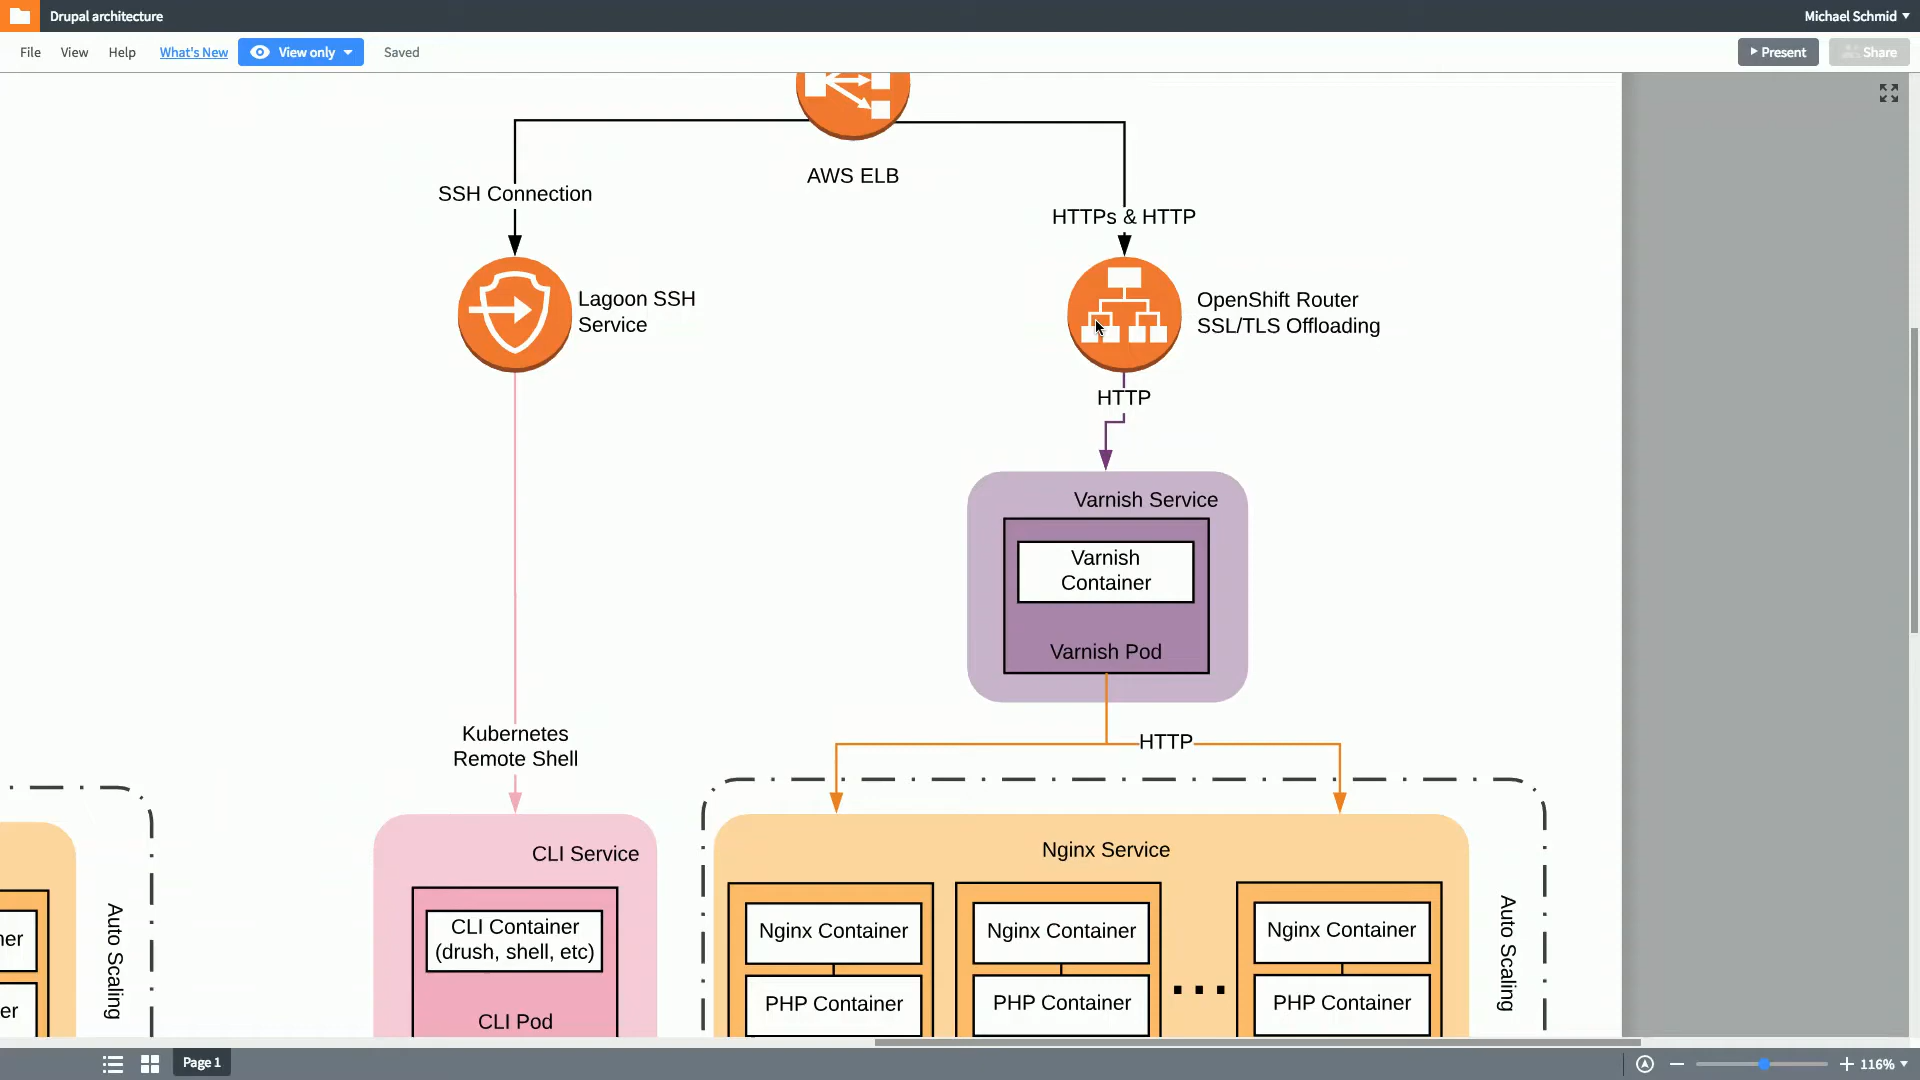 Drupal architecture
Michael Schmid
File
View
Help
What's New
View only
Saved
Present
Share
AWS ELB
SSH Connection
HTTPs & HTTP
Lagoon SSH
Service
OpenShift Router
SSL/TLS Offloading
HTTP
Varnish Service
Varnish
Container
Varnish Pod
Kubernetes
Remote Shell
HTTP
CLI Service
Nginx Service
CLI Container
(drush, shell, etc)
CLI Pod
Nginx Container
PHP Container
Nginx Container
PHP Container
...
Nginx Container
PHP Container
Auto Scaling
Auto Scaling
ner
er
Page 1
116%